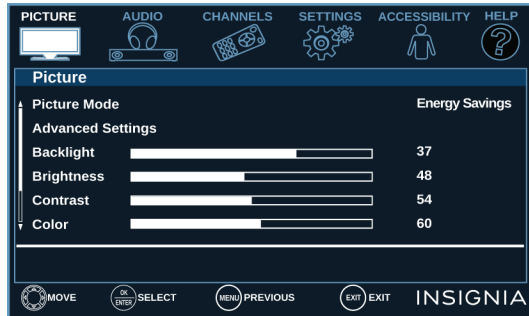 PICTURE AUDIO CHANNELS SETTINGS ACCESSIBILITY HELP
Picture
Picture Mode Energy Savings
Advanced Settings
Backlight 37
Brightness 48
Contrast 54
Color 60
MOVE OK ENTER SELECT MENU PREVIOUS EXIT EXIT INSIGNIA